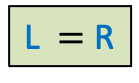 L = R